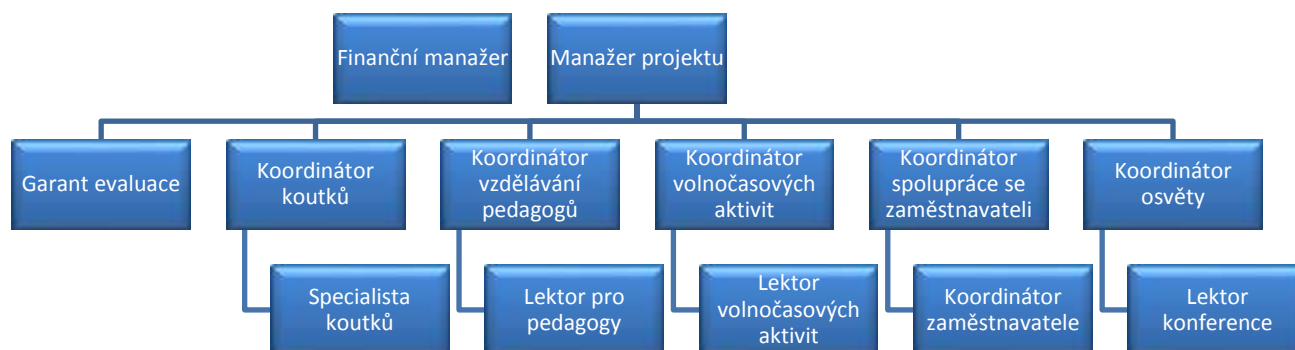 Finanční manažer
Manažer projektu
Garant evaluace
Koordinátor
koutků
Koordinátor
vzdělávání
pedagogů
Koordinátor
volnočasových
aktivit
Koordinátor
spolupráce se
zaměstnavateli
Koordinátor
osvěty
Specialista
koutků
Lektor pro
pedagogy
Lektor
volnočasových
aktivit
Koordinátor
zaměstnavatele
Lektor
konference